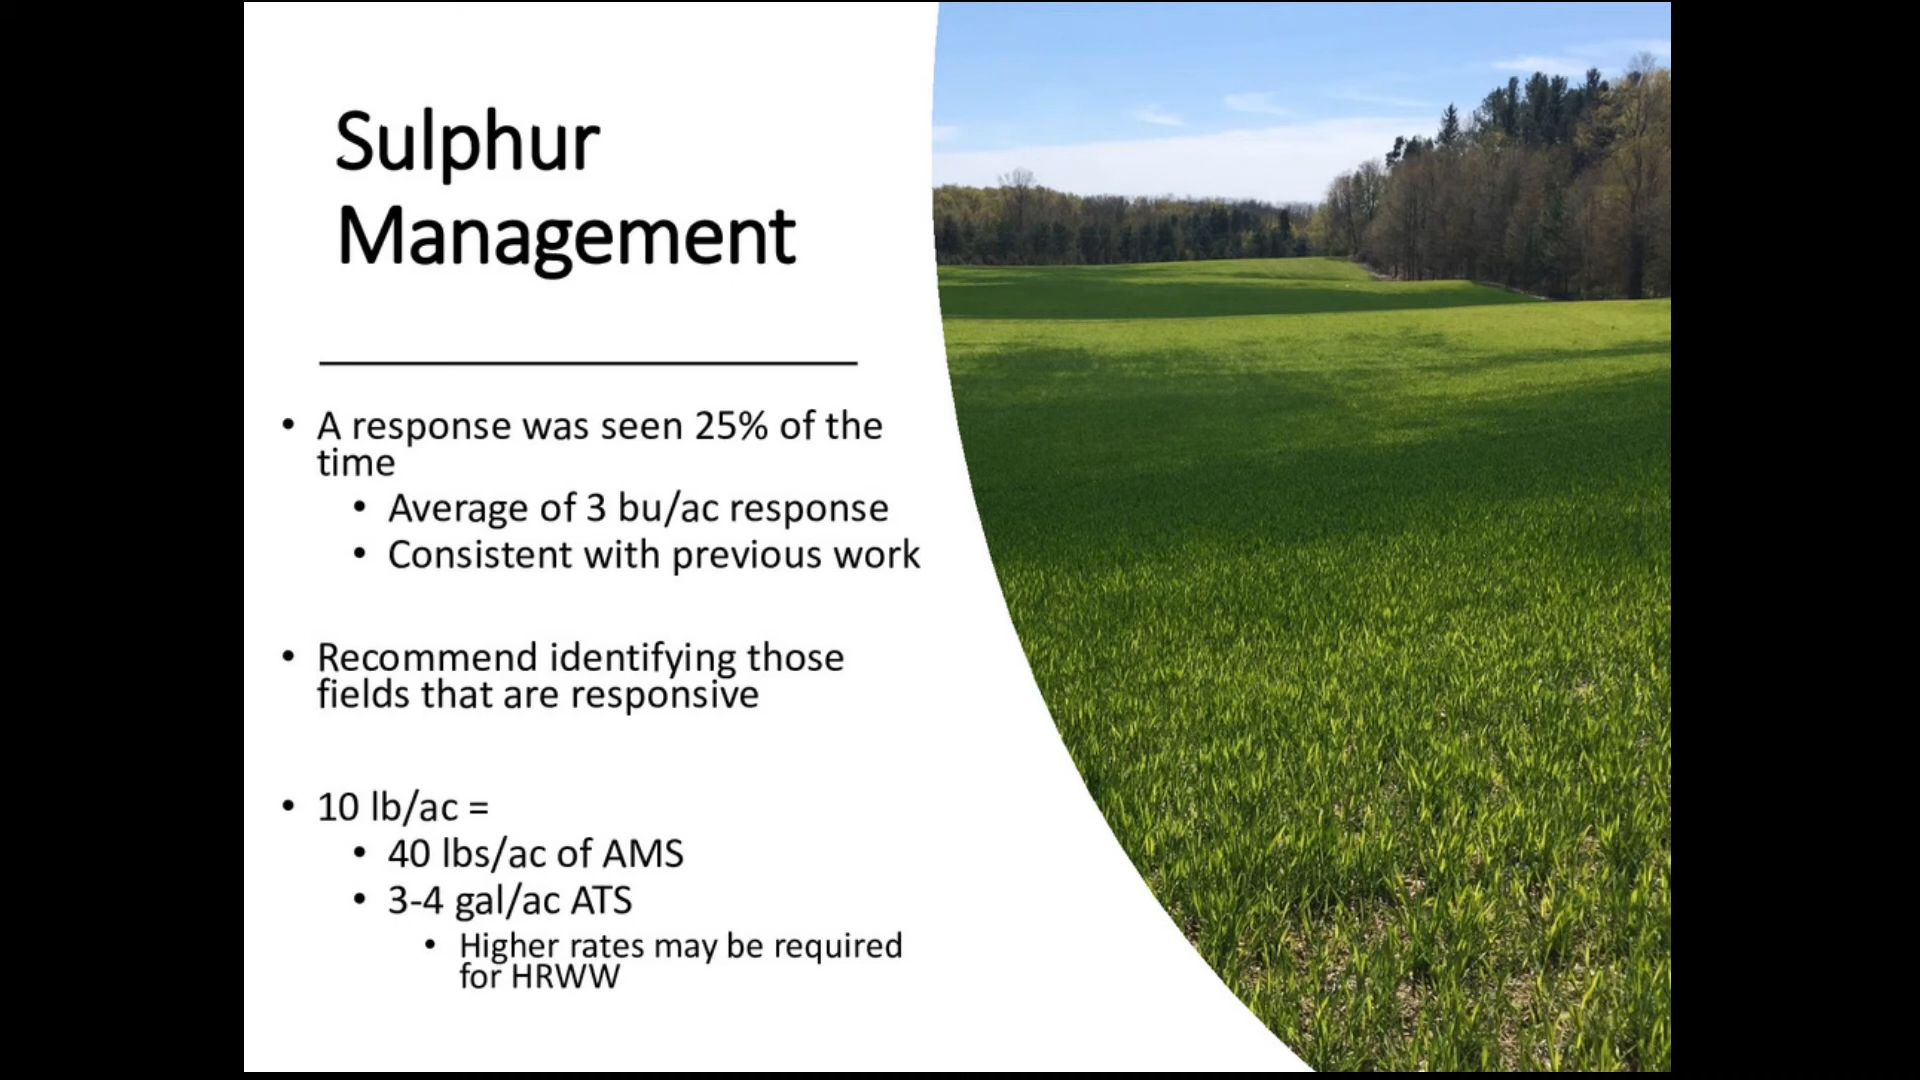 Sulphur
Management
• A response was seen 25% of the
time
• Average of 3 bu/ac response
• Consistent with previous work
• Recommend identifying those
fields that are responsive
• 10 lb/ac =
• 40 lbs/ac of AMS
• 3-4 gal/ac ATS
• Higher rates may be required
for HRWW